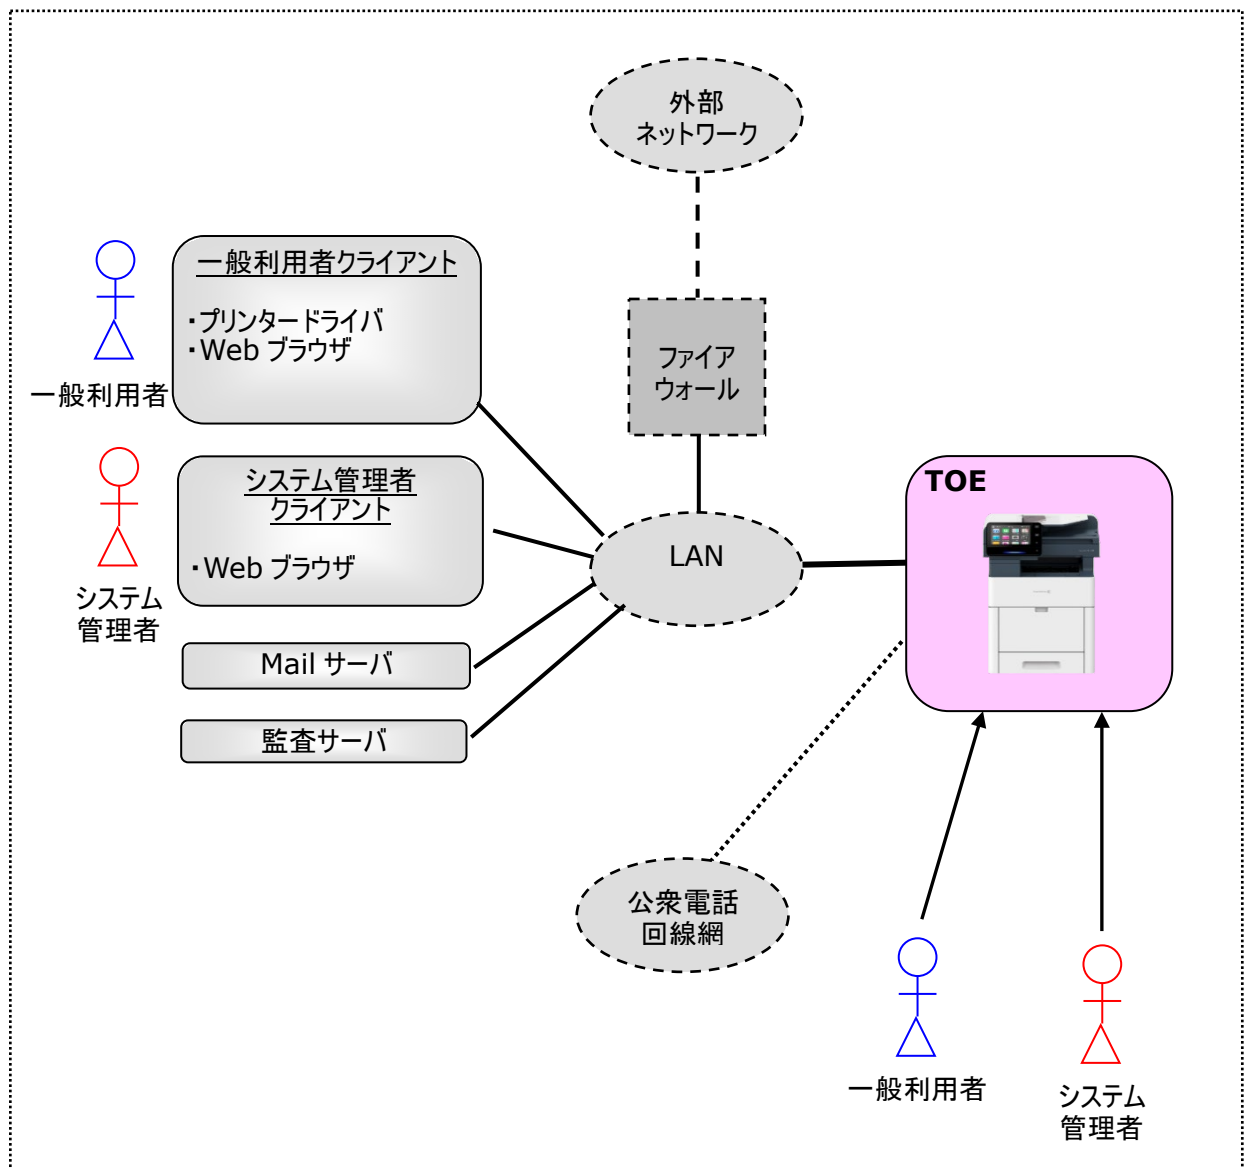 外部
ネットワーク
一般利用者クライアント
・プリンタードライバ
・Web ブラウザ
一般利用者
ファイア
ウォール
システム管理者
クライアント
・Web ブラウザ
システム
管理者
LAN
TOE
Mail サーバ
監査サーバ
公衆電話
回線網
一般利用者
システム
管理者